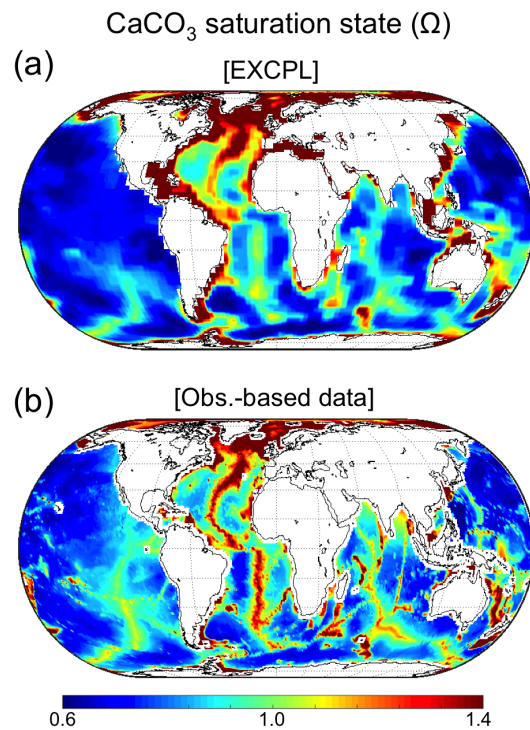 CaCO₃ saturation state (Ω)
(a)
[EXCPL]
(b)
[Obs.-based data]
0.6 1.0 1.4